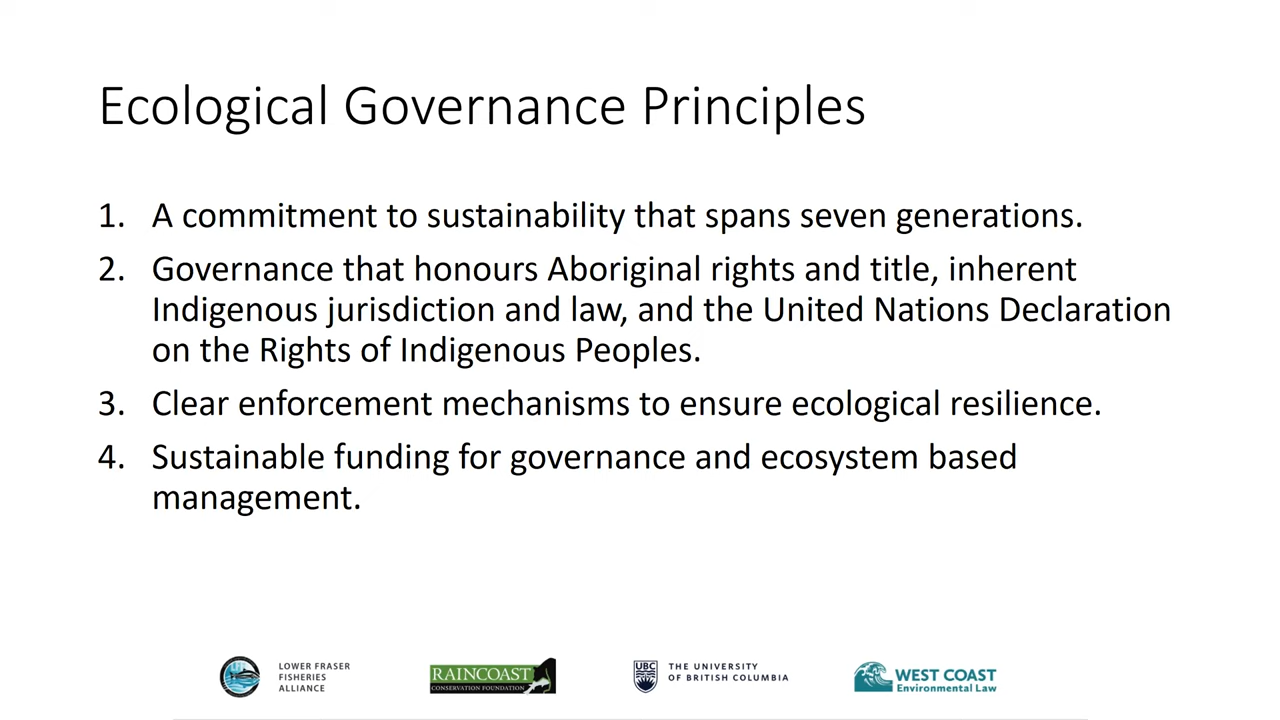 Ecological Governance Principles
1. A commitment to sustainability that spans seven generations.
2. Governance that honours Aboriginal rights and title, inherent
Indigenous jurisdiction and law, and the United Nations Declaration
on the Rights of Indigenous Peoples.
3. Clear enforcement mechanisms to ensure ecological resilience.
4. Sustainable funding for governance and ecosystem based
management.
LOWER FRASER
FISHERIES
ALLIANCE
RAINCOAST
CONSERVATION FOUNDATION
UBC
THE UNIVERSITY
OF BRITISH COLUMBIA
WEST COAST
Environmental Law